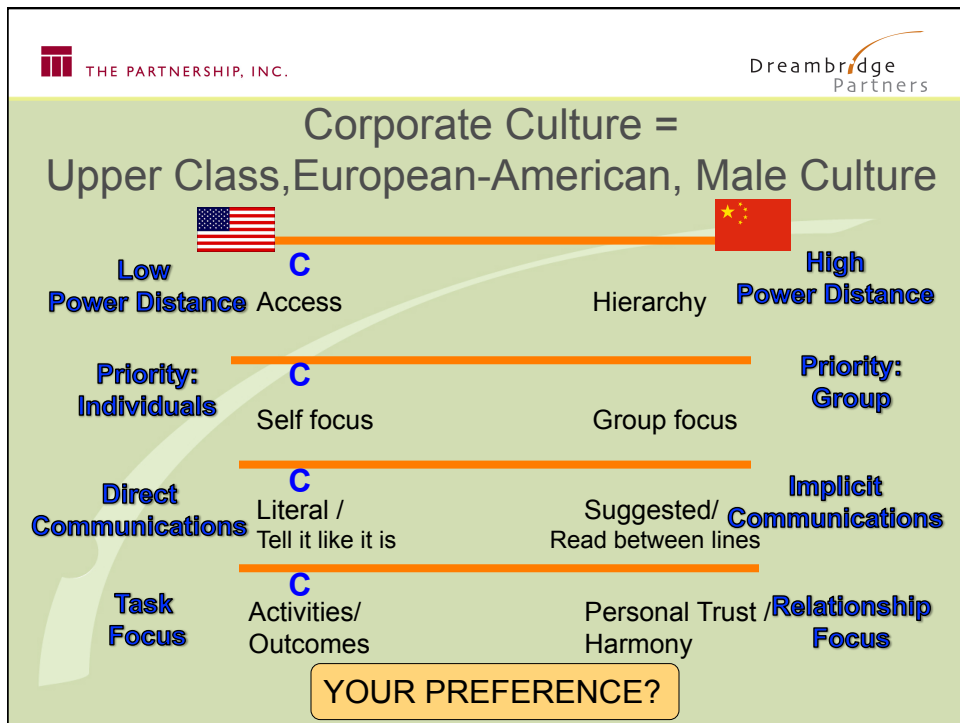 THE PARTNERSHIP, INC.
Dreambridge
Partners
Corporate Culture =
Upper Class,European-American, Male Culture
Low
Power Distance
C
Access
Hierarchy
High
Power Distance
Priority:
Individuals
C
Self focus
Group focus
Priority:
Group
Direct
Communications
C
Literal /
Tell it like it is
Suggested/
Read between lines
Implicit
Communications
Task
Focus
C
Activities/
Outcomes
Personal Trust /
Harmony
Relationship
Focus
YOUR PREFERENCE?